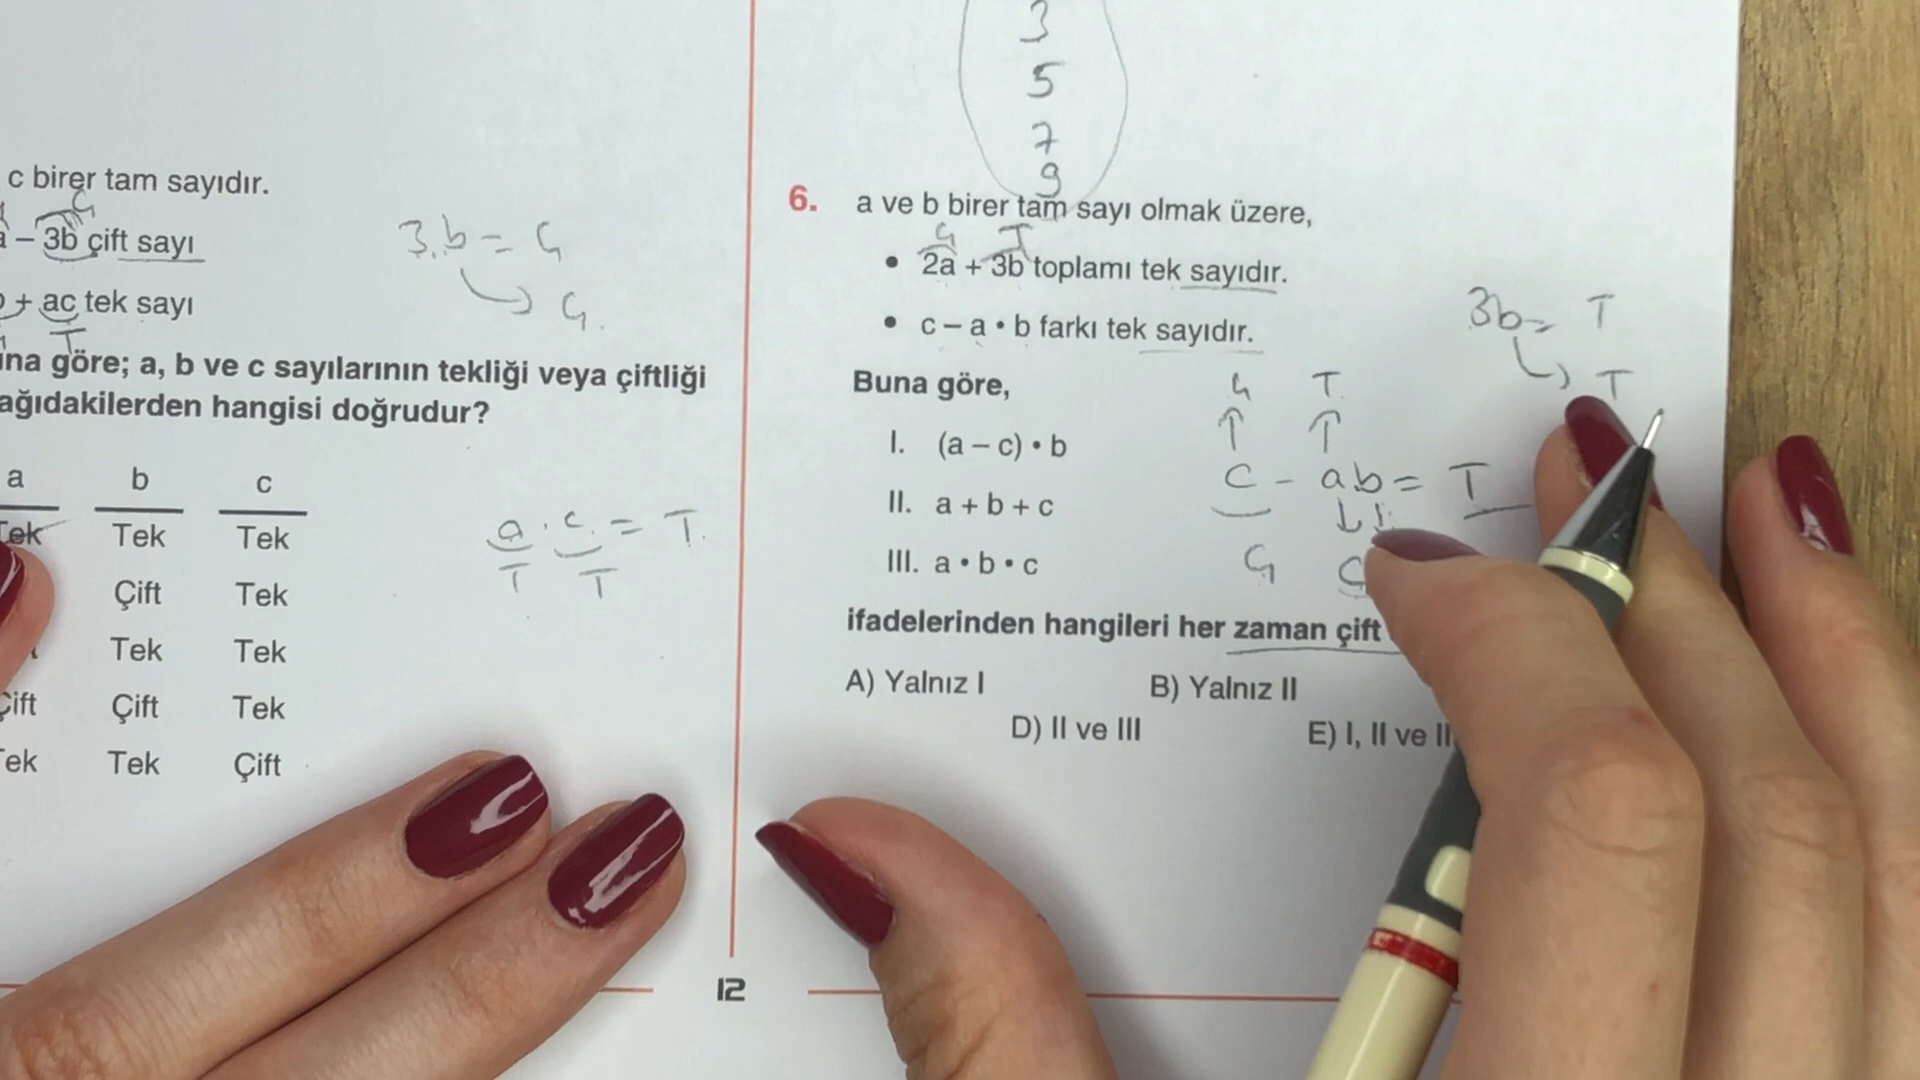 c birer tam sayıdır.
Ç
– 3b çift sayı
+ ac tek sayı
T
göre; a, b ve c sayılarının tekliği veya çiftliği
hangisi doğrudur?
a b c
Tek Tek Tek
Çift Tek
Tek Tek
Çift Çift Tek
Tek Tek Çift
3.b = Ç
Ç.
a . c. = T.
T T
3
5
7
9
6. a ve b birer tam sayı olmak üzere,
Ç T
• 2a + 3b toplamı tek sayıdır.
• c – a • b farkı tek sayıdır.
Buna göre,
I. (a – c) • b
II. a + b + c
III. a • b • c
ifadelerinden hangileri her zaman çift
A) Yalnız I B) Yalnız II
D) II ve III E) I, II ve
3b = T
T
Ç T
c - ab = T
Ç
12